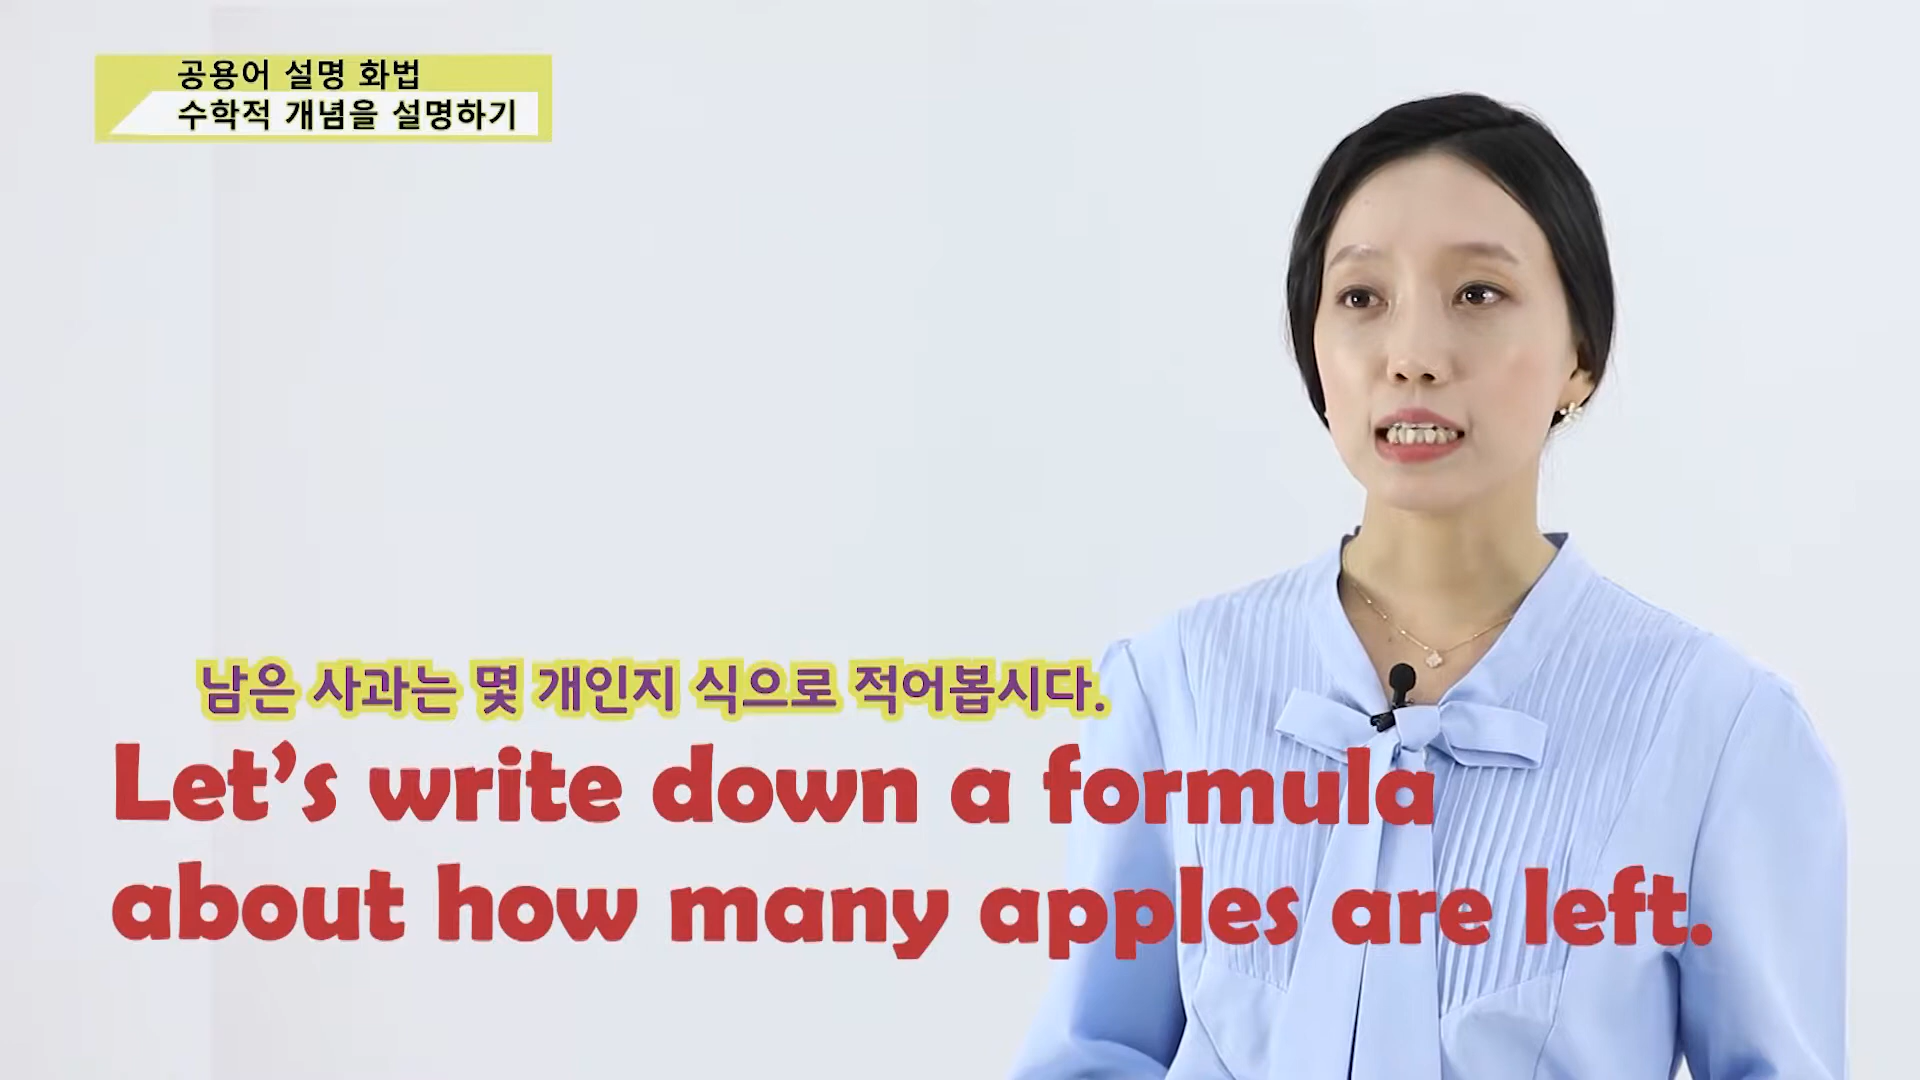 공용어 설명 화법
수학적 개념을 설명하기
남은 사과는 몇 개인지 식으로 적어봅시다.
Let's write down a formula
about how many apples are left.